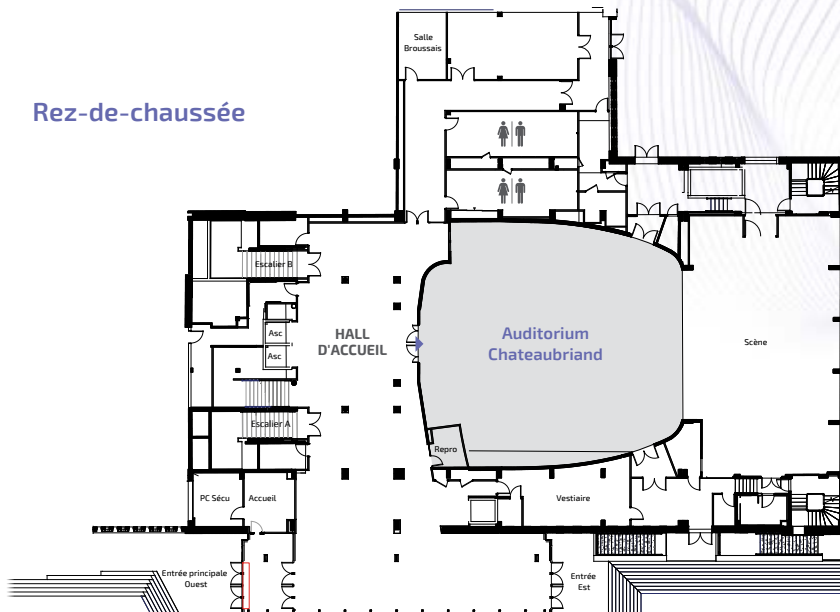 Salle
Broussais
Rez-de-chaussée
Escalier B
Asc
Asc
HALL
D'ACCUEIL
Auditorium
Chateaubriand
Scène
Escalier A
Repro
PC Sécu
Accueil
Vestiaire
Entrée principale
Ouest
Entrée
Est